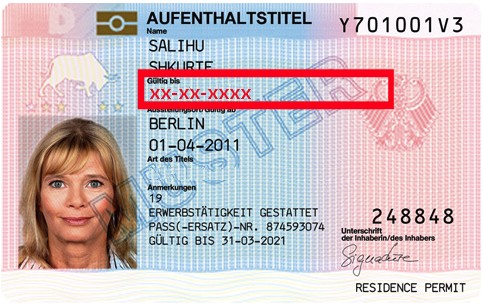 AUFENTHALTSTITEL Y701001V3
Name
SALIHU
SHKURTE
Gültig bis
XX-XX-XXXX
Ausstellungsort/Gültig ab
BERLIN
01-04-2011
Art des Titels
Anmerkungen
19
ERWERBSTÄTIGKEIT GESTATTET
PASS(-ERSATZ)-NR. 874593074
GÜLTIG BIS 31-03-2021
248848
Unterschrift
der Inhaberin/des Inhabers
Signature
RESIDENCE PERMIT
MUSTER